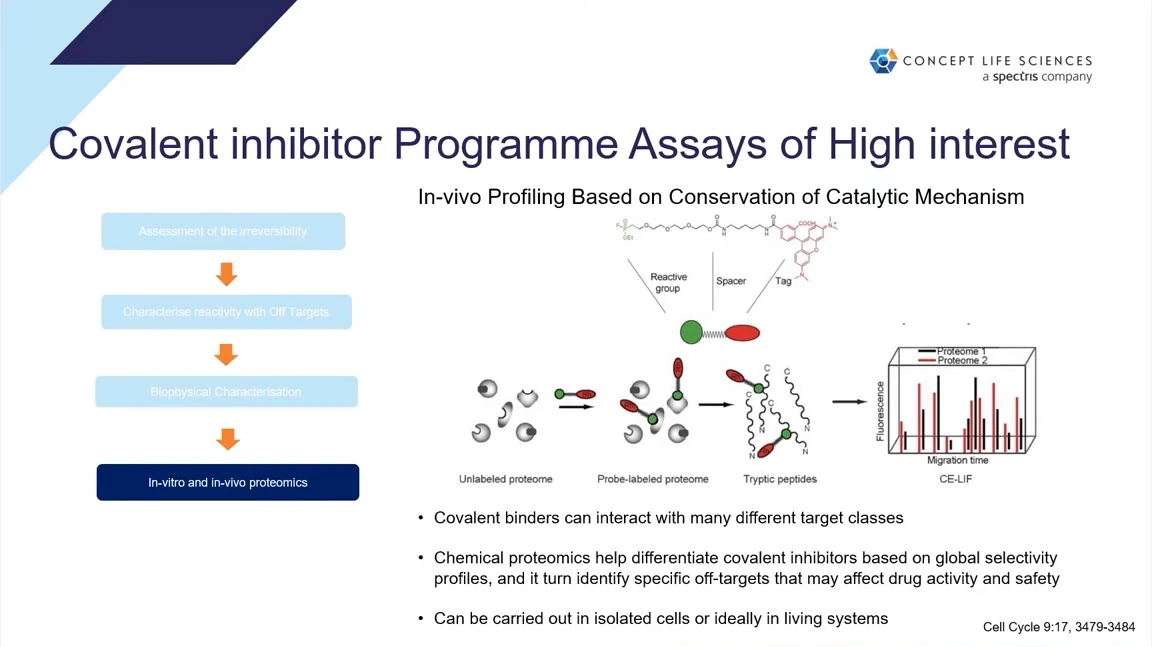 CONCEPT LIFE SCIENCES
a spectris company
Covalent inhibitor Programme Assays of High interest
In-vivo Profiling Based on Conservation of Catalytic Mechanism
Assessment of the irreversibility
Characterise reactivity with Off Targets
Biophysical Characterisation
In-vitro and in-vivo proteomics
Reactive
group
Spacer
Tag
Unlabeled proteome
Probe-labeled proteome
Tryptic peptides
CE-LIF
Proteome 1
Proteome 2
Fluorescence
Migration time
• Covalent binders can interact with many different target classes
• Chemical proteomics help differentiate covalent inhibitors based on global selectivity
profiles, and it turn identify specific off-targets that may affect drug activity and safety
• Can be carried out in isolated cells or ideally in living systems
Cell Cycle 9:17, 3479-3484